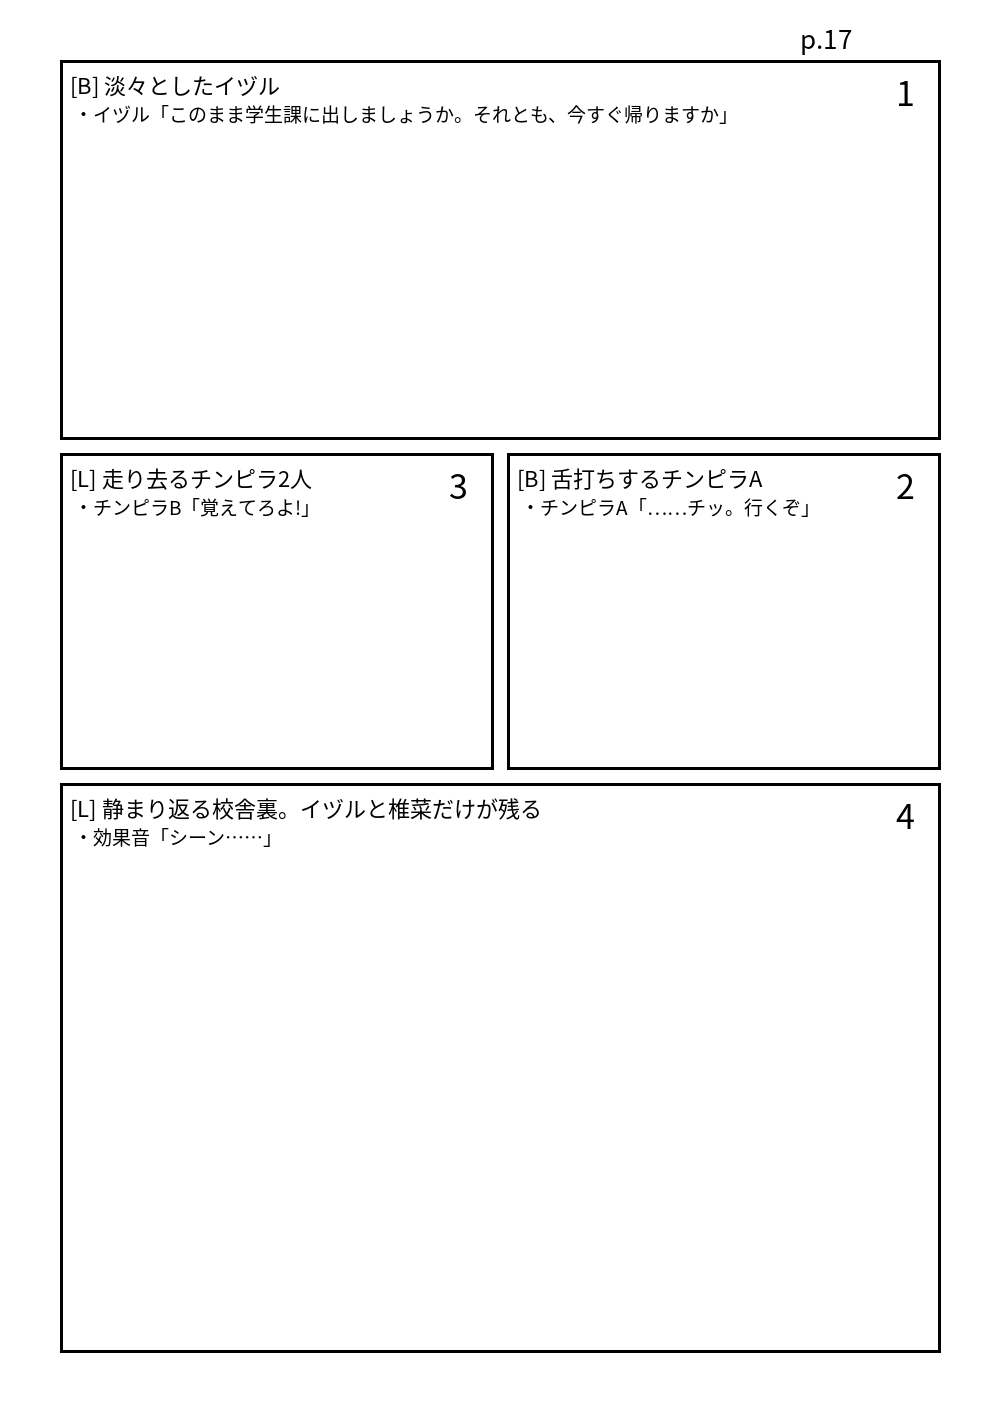 p.17
1
[B] 淡々としたイヅル
・イヅル「このまま学生課に出しましょうか。それとも、今すぐ帰りますか」
2
[B] 舌打ちするチンピラA
・チンピラA「……チッ。行くぞ」
3
[L] 走り去るチンピラ2人
・チンピラB「覚えてろよ!」
4
[L] 静まり返る校舎裏。イヅルと椎菜だけが残る
・効果音「シーン……」